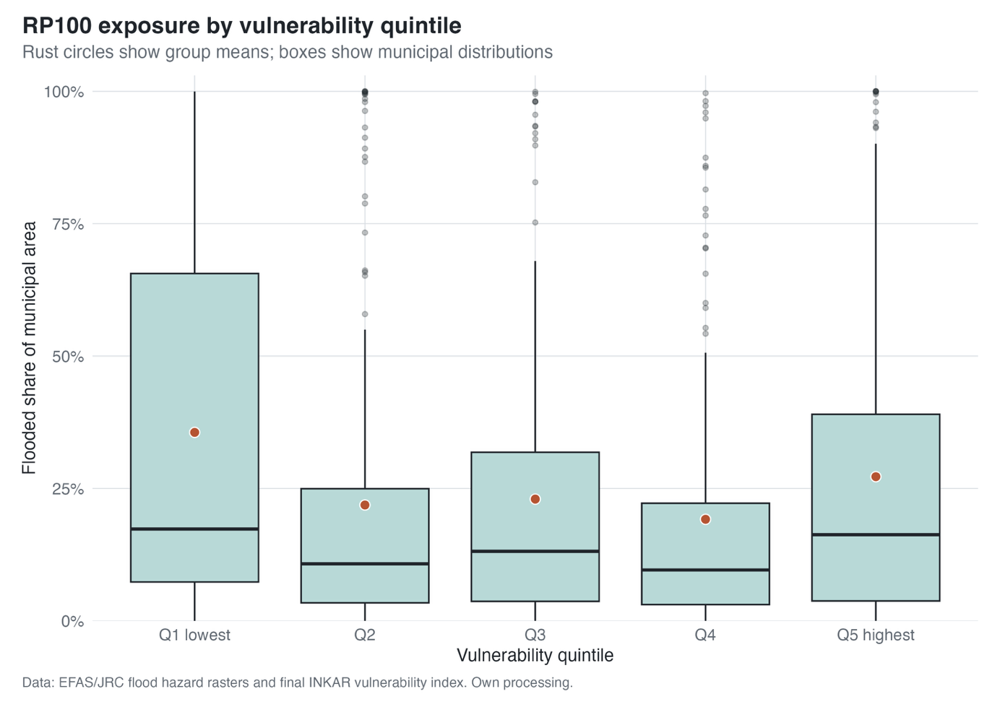 RP100 exposure by vulnerability quintile
Rust circles show group means; boxes show municipal distributions
Flooded share of municipal area
100%
75%
50%
25%
0%
Q1 lowest Q2 Q3 Q4 Q5 highest
Vulnerability quintile
Data: EFAS/JRC flood hazard rasters and final INKAR vulnerability index. Own processing.